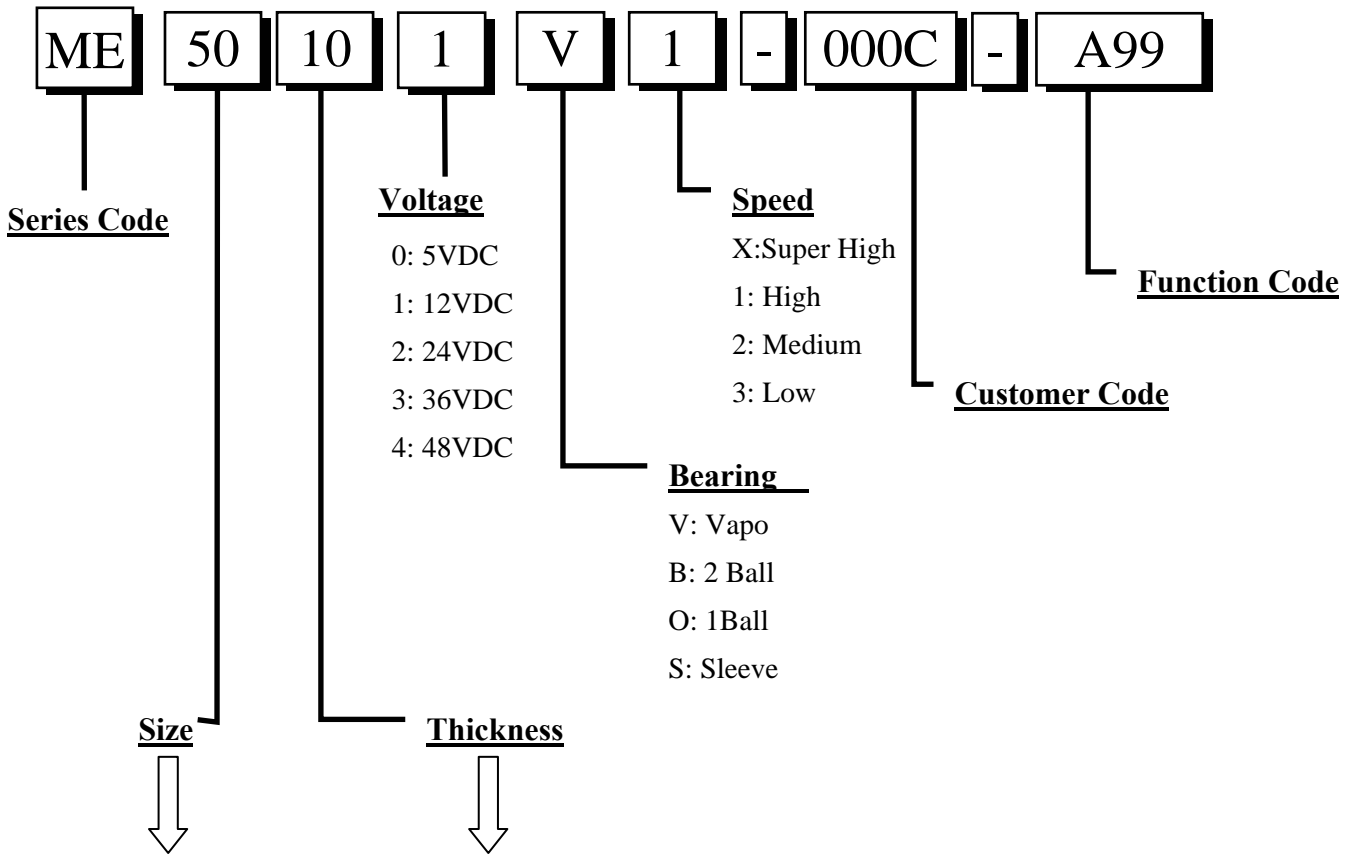 ME 50 10 1 V 1 - 000C - A99
Series Code
Voltage
0: 5VDC
1: 12VDC
2: 24VDC
3: 36VDC
4: 48VDC
Speed
X:Super High
1: High
2: Medium
3: Low
Function Code
Customer Code
Bearing
V: Vapo
B: 2 Ball
O: 1Ball
S: Sleeve
Size
Thickness